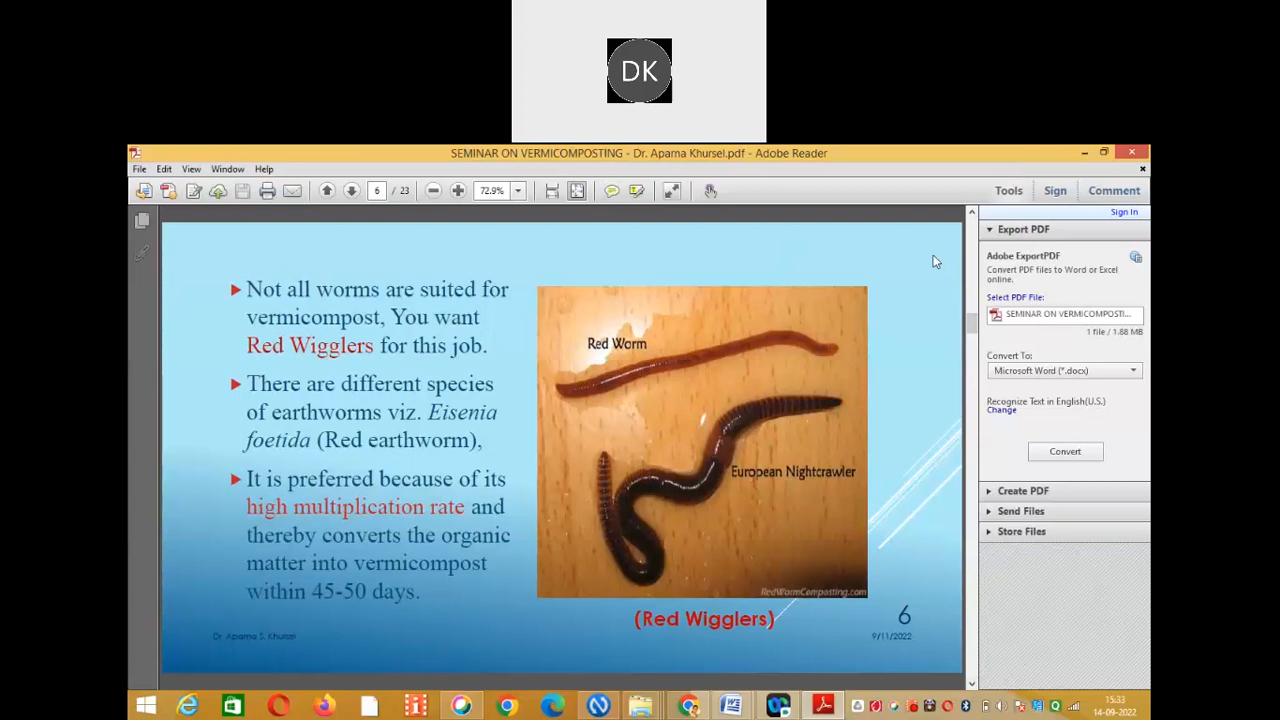 DK
SEMINAR ON VERMICOMPOSTING - Dr. Aparna Khursel.pdf - Adobe Reader
File Edit View Window Help
6 / 23 72.9% Tools Sign Comment
Sign In
Export PDF
Adobe ExportPDF
Convert PDF files to Word or Excel
online.
Select PDF File:
SEMINAR ON VERMICOMPOSTI...
1 file / 1.88 MB
Convert To:
Microsoft Word (*.docx)
Recognize Text in English(U.S.)
Change
Convert
Create PDF
Send Files
Store Files
Not all worms are suited for
vermicompost, You want
Red Wigglers for this job.
There are different species
of earthworms viz. Eisenia
foetida (Red earthworm),
It is preferred because of its
high multiplication rate and
thereby converts the organic
matter into vermicompost
within 45-50 days.
Red Worm
European Nightcrawler
RedWormComposting.com
(Red Wigglers)
Dr. Aparna S. Khursel
6
9/11/2022
15:33
14-09-2022